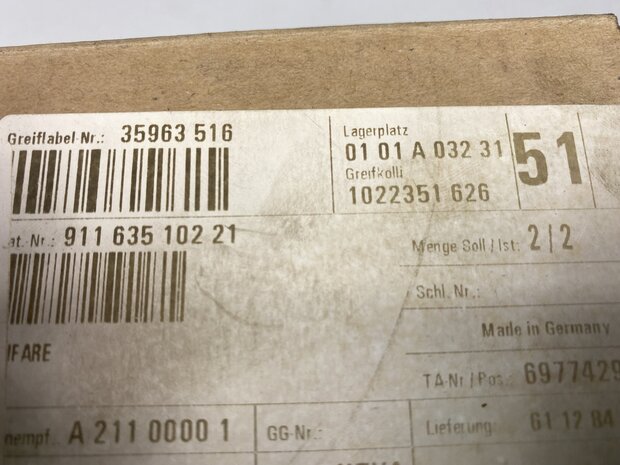 Greiflabel-Nr.: 35963 516
Lagerplatz
01 01 A 032 31
51
Greifkolli
1022351 626
at. Nr.: 911 635 102 21
Menge Soll / Ist: 2 / 2
Schl. Nr.:
Made in Germany
IFARE
TA-Nr / Pos.: 6977429
nempf. A 211 0000 1
GG-Nr.:
Lieferung: 61 12 84